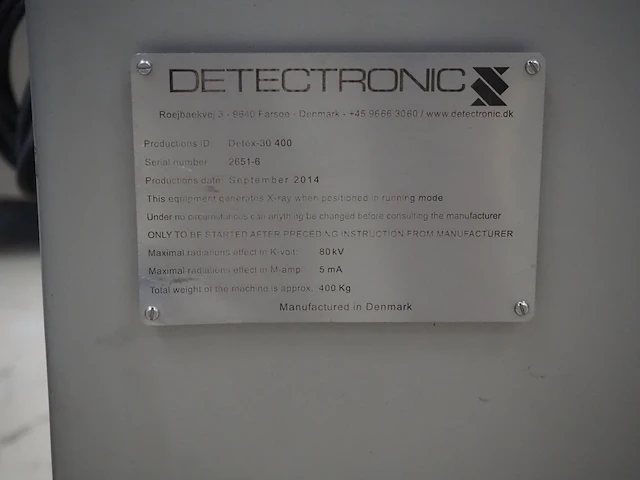 DETECTRONIC
Roejbaekvej 3 - 9640 Farsoe - Denmark - +45 9666 3060 / www.detectronic.dk
Productions ID: Detex-30 400
Serial number: 2651-6
Productions date: September 2014
This equipment generates X-ray when positioned in running mode
Under no circumstances can anything be changed before consulting the manufacturer
ONLY TO BE STARTED AFTER PRECEDING INSTRUCTION FROM MANUFACTURER
Maximal radiations effect in K-volt: 80 kV
Maximal radiations effect in M-amp: 5 mA
Total weight of the machine is approx. 400 Kg
Manufactured in Denmark